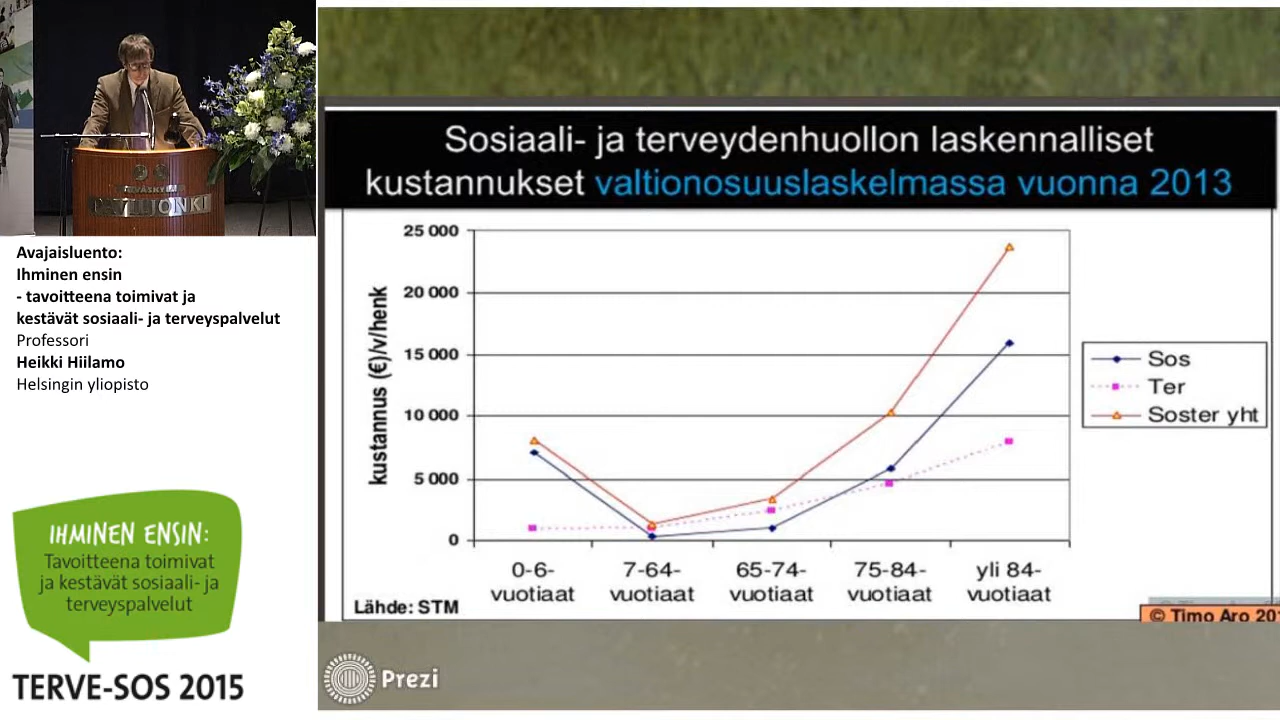 JYVÄSKYLÄN
PAVILJONKI
Avajaisluento:
Ihminen ensin
- tavoitteena toimivat ja
kestävät sosiaali- ja terveyspalvelut
Professori
Heikki Hiilamo
Helsingin yliopisto
IHMINEN ENSIN:
Tavoitteena toimivat
ja kestävät sosiaali- ja
terveyspalvelut
TERVE-SOS 2015
Sosiaali- ja terveydenhuollon laskennalliset
kustannukset valtionosuuslaskelmassa vuonna 2013
kustannus (€)/v/henk
25 000
20 000
15 000
10 000
5 000
0
0-6-
vuotiaat
7-64-
vuotiaat
65-74-
vuotiaat
75-84-
vuotiaat
yli 84-
vuotiaat
Sos
Ter
Soster yht
Lähde: STM
© Timo Aro
Prezi